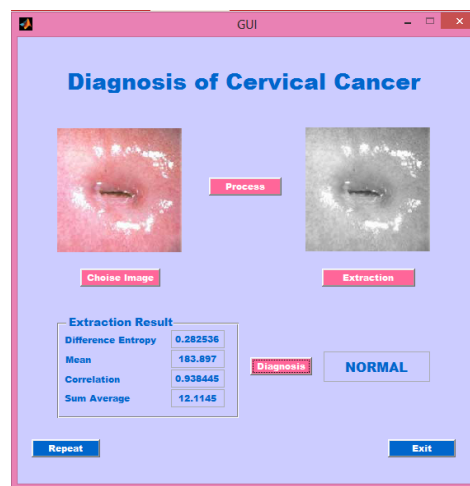 GUI
Diagnosis of Cervical Cancer
Process
Choise Image
Extraction
Extraction Result
Difference Entropy 0.282536
Mean 183.897
Correlation 0.938445
Sum Average 12.1145
Diagnosis
NORMAL
Repeat
Exit